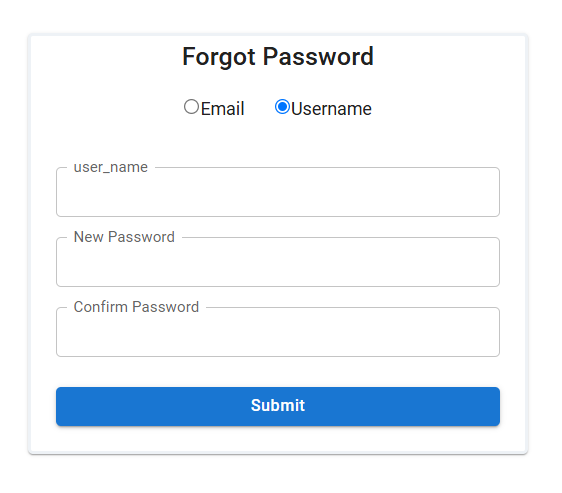 Forgot Password
Email Username
user_name
New Password
Confirm Password
Submit